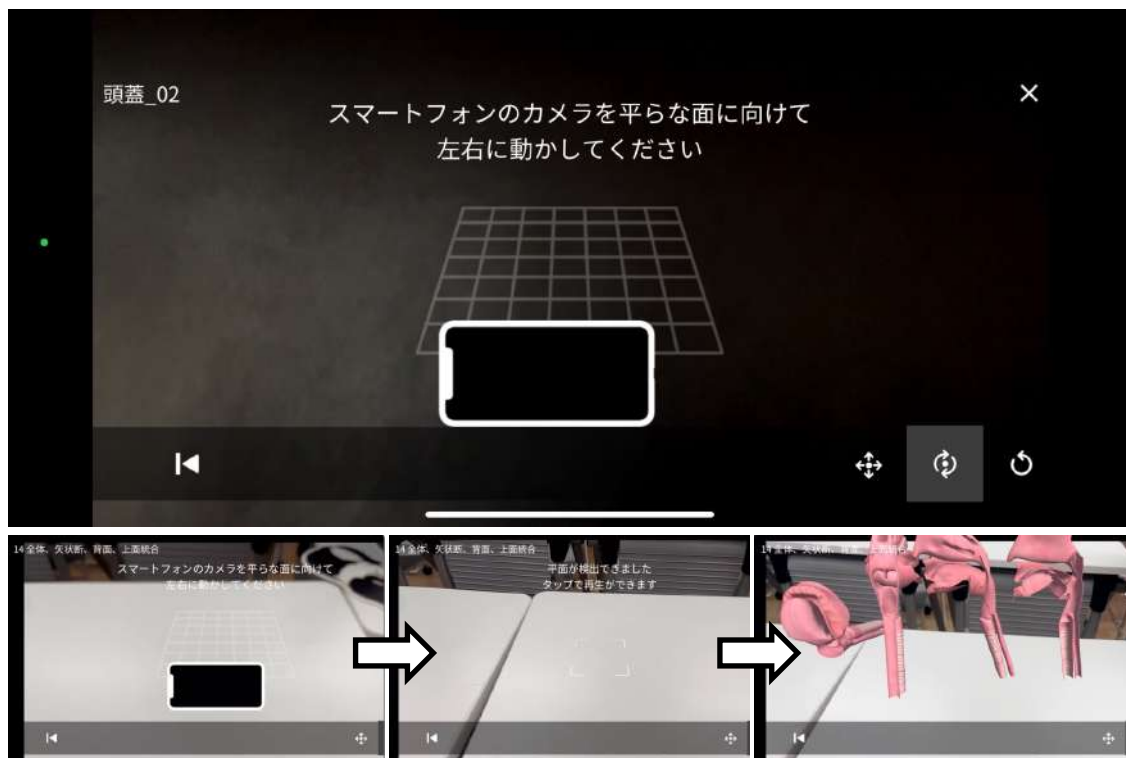 頭蓋_02
スマートフォンのカメラを平らな面に向けて
左右に動かしてください
14 全体、矢状断、背面、上面統合
スマートフォンのカメラを平らな面に向けて
左右に動かしてください
14 全体、矢状断、背面、上面統合
平面が検出できました
タップで再生ができます
14 全体、矢状断、背面、上面統合